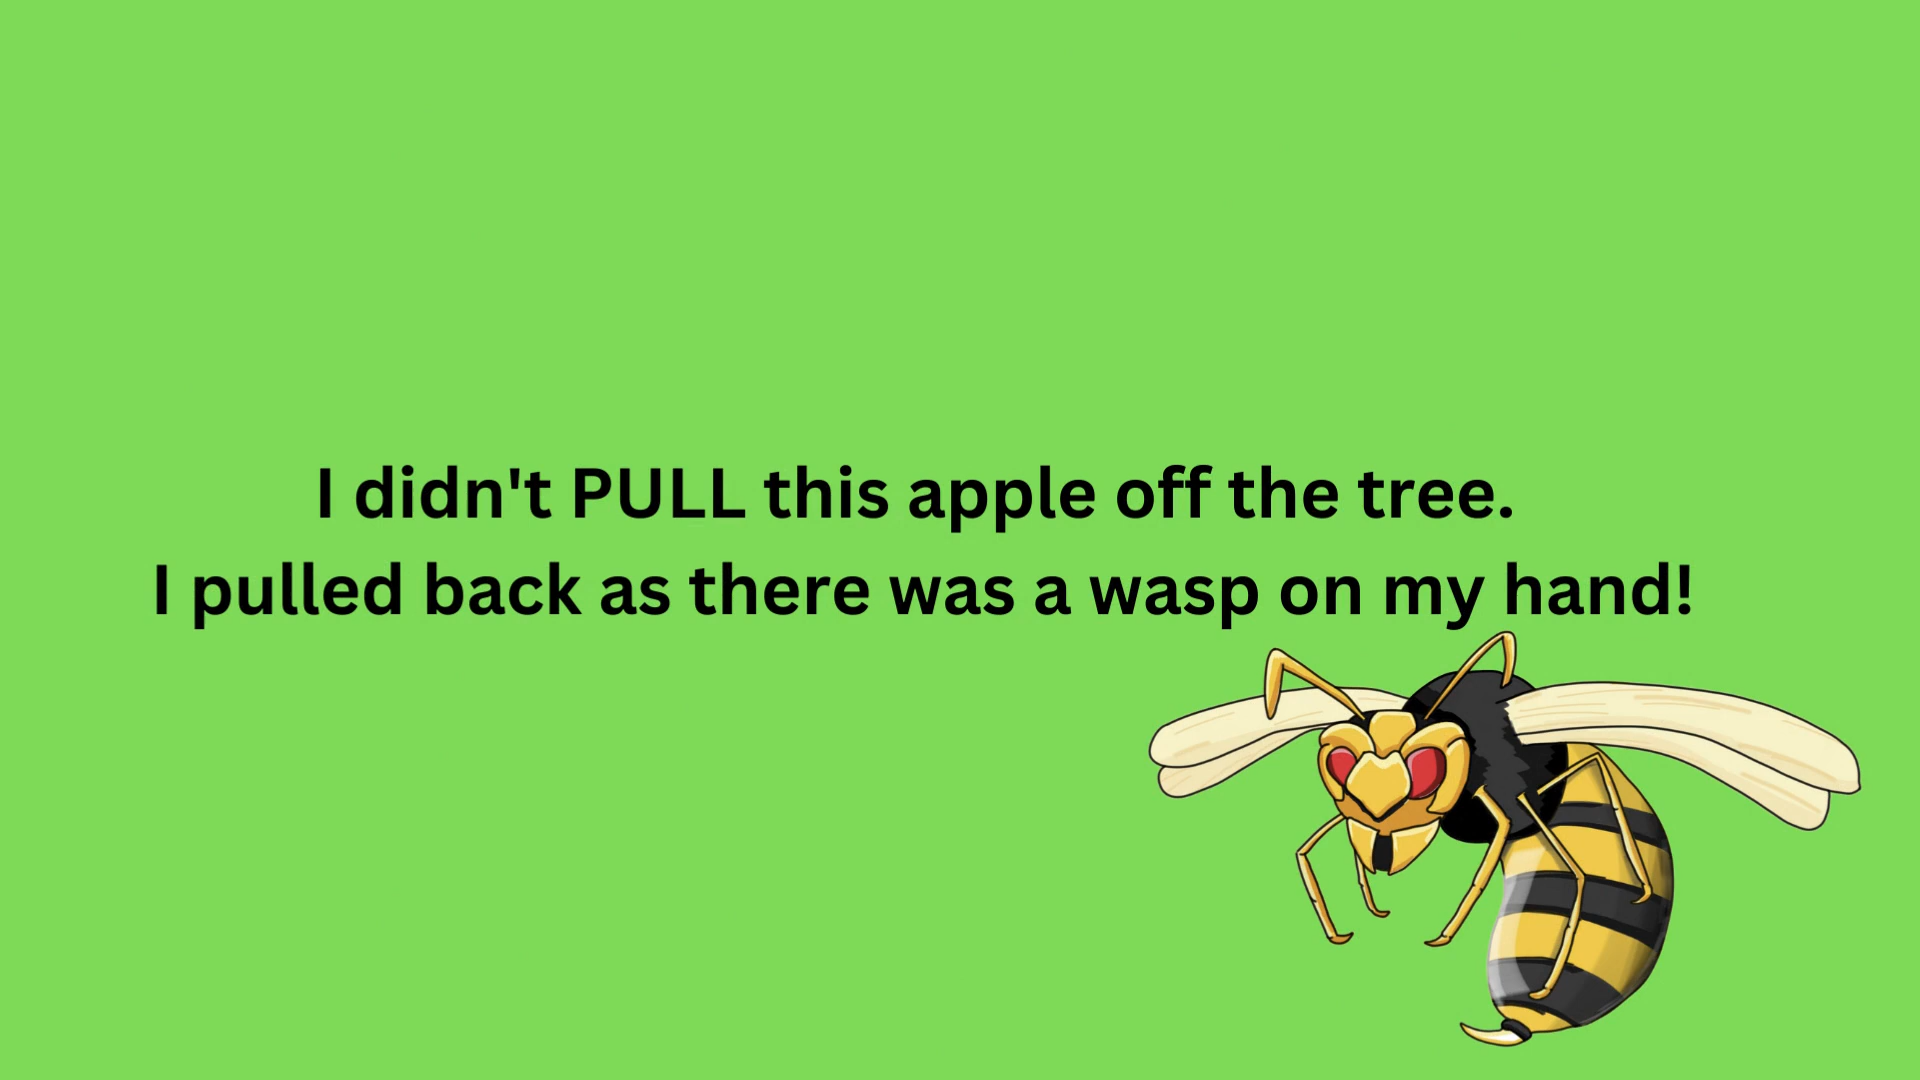 I didn't PULL this apple off the tree.
I pulled back as there was a wasp on my hand!